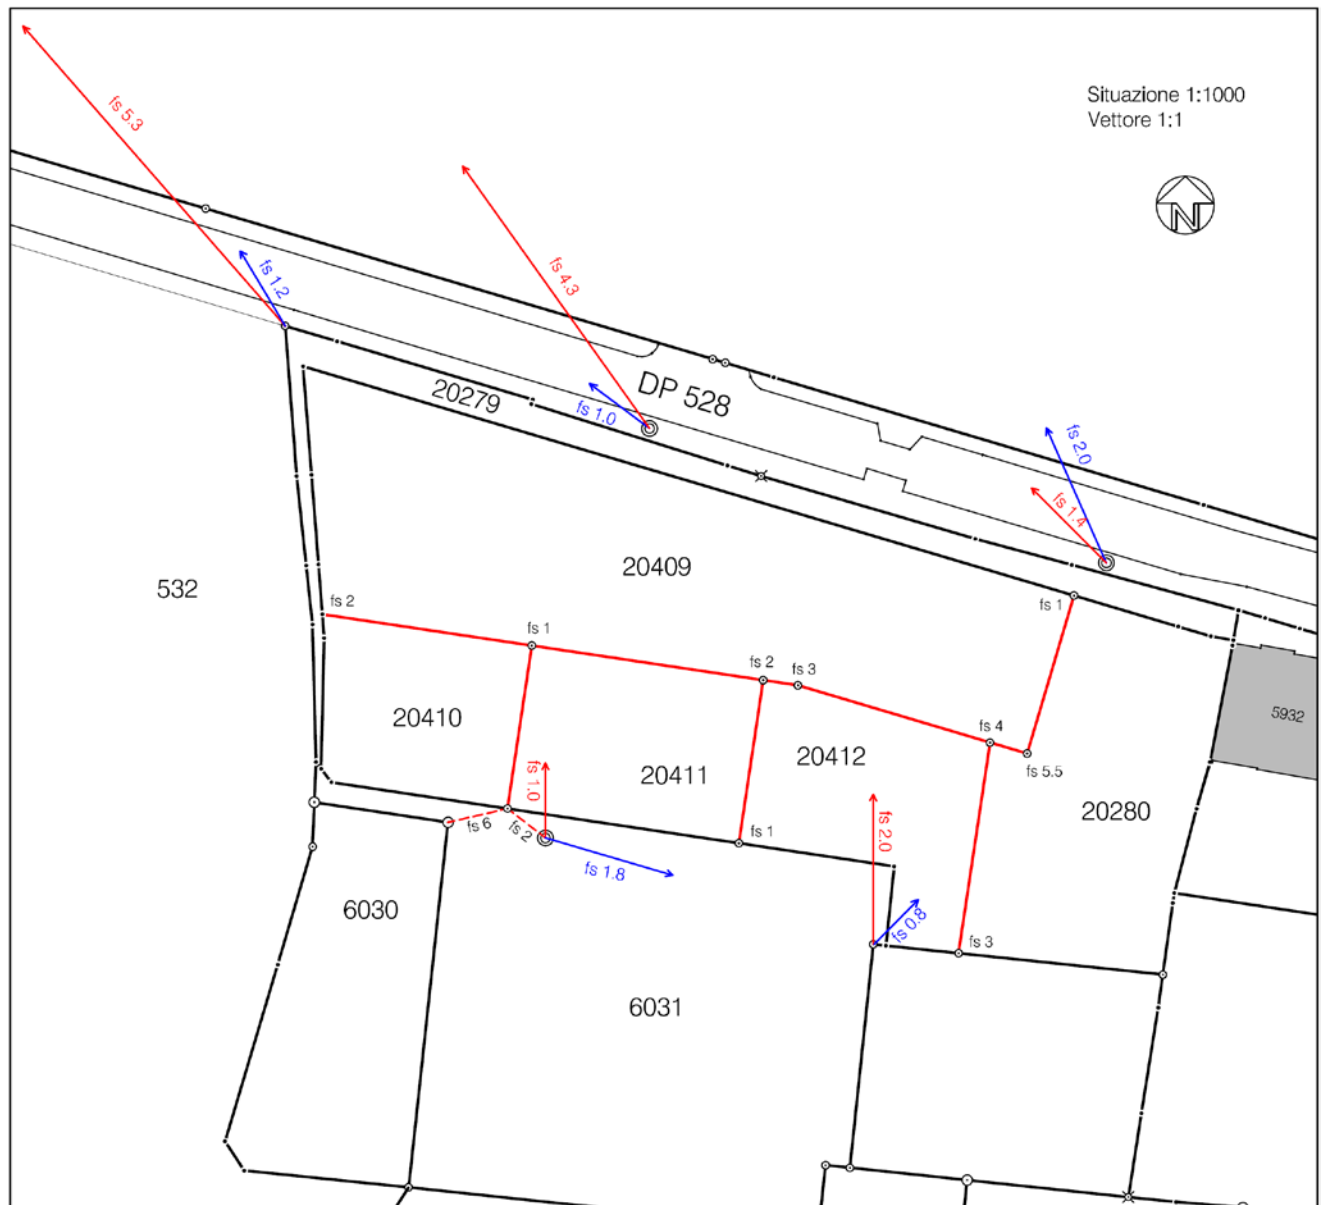 Situazione 1:1000
Vettore 1:1
N
fs 5.3
fs 1.2
fs 4.3
fs 1.0
DP 528
20279
fs 2.0
fs 1.4
532
20409
fs 2
fs 1
fs 2
fs 3
fs 1
fs 4
fs 5.5
5932
20410
20411
20412
20280
fs 1.0
fs 6
fs 2
fs 1.8
fs 1
fs 2.0
fs 0.8
fs 3
6030
6031